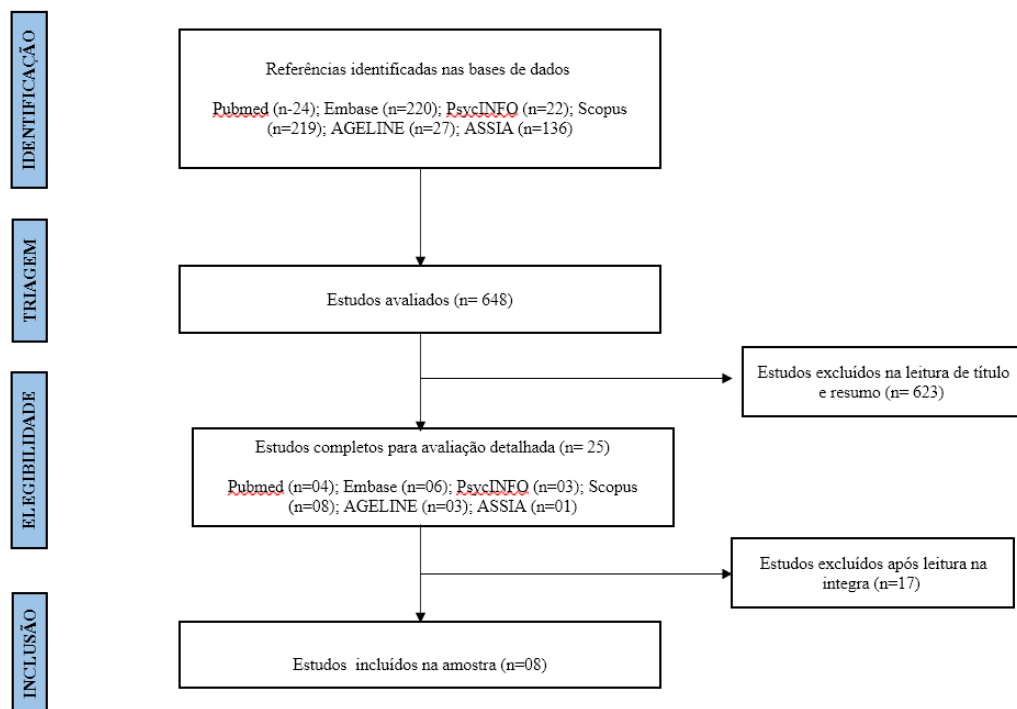 IDENTIFICAÇÃO
Referências identificadas nas bases de dados
Pubmed (n-24); Embase (n=220); PsycINFO (n=22); Scopus
(n=219); AGELINE (n=27); ASSIA (n=136)
TRIAGEM
Estudos avaliados (n= 648)
Estudos excluídos na leitura de título
e resumo (n= 623)
ELEGIBILIDADE
Estudos completos para avaliação detalhada (n= 25)
Pubmed (n=04); Embase (n=06); PsycINFO (n=03); Scopus
(n=08); AGELINE (n=03); ASSIA (n=01)
Estudos excluídos após leitura na
integra (n=17)
INCLUSÃO
Estudos incluídos na amostra (n=08)